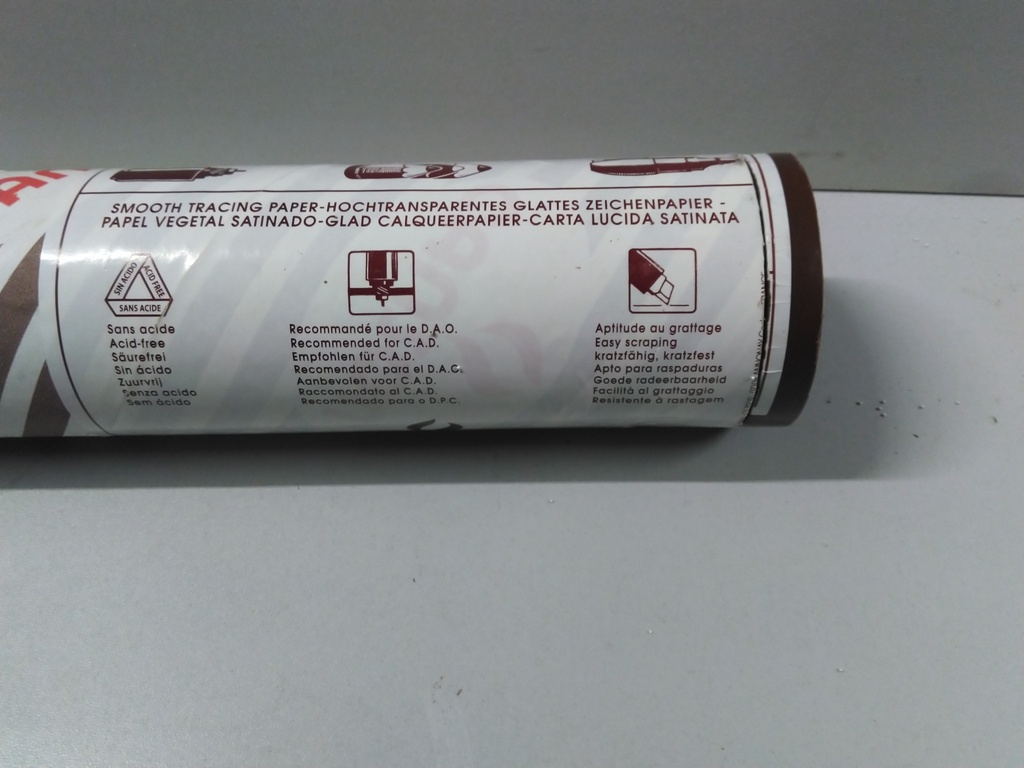 SMOOTH TRACING PAPER-HOCHTRANSPARENTES GLATTES ZEICHENPAPIER -
PAPEL VEGETAL SATINADO-GLAD CALQUEERPAPIER-CARTA LUCIDA SATINATA
SIN ACIDO
ACID FREE
SANS ACIDE
Sans acide
Acid-free
Säurefrei
Sin ácido
Zuurvrij
Senza acido
Sem ácido
Recommandé pour le D.A.O.
Recommended for C.A.D.
Empfohlen für C.A.D.
Recomendado para el D.A.C.
Aanbevolen voor C.A.D.
Raccomandato al C.A.D.
Recomendado para o D.P.C.
Aptitude au grattage
Easy scraping
kratzfähig, kratzfest
Apto para raspaduras
Goede radeerbaarheid
Facilità al grattaggio
Resistente à rastagem